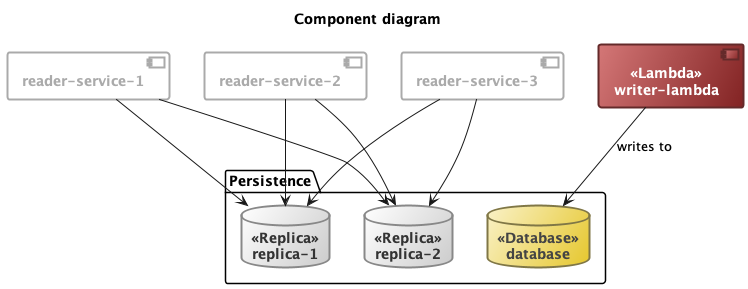 Component diagram
reader-service-1
reader-service-2
reader-service-3
«Lambda»
writer-lambda
writes to
Persistence
«Replica»
replica-1
«Replica»
replica-2
«Database»
database